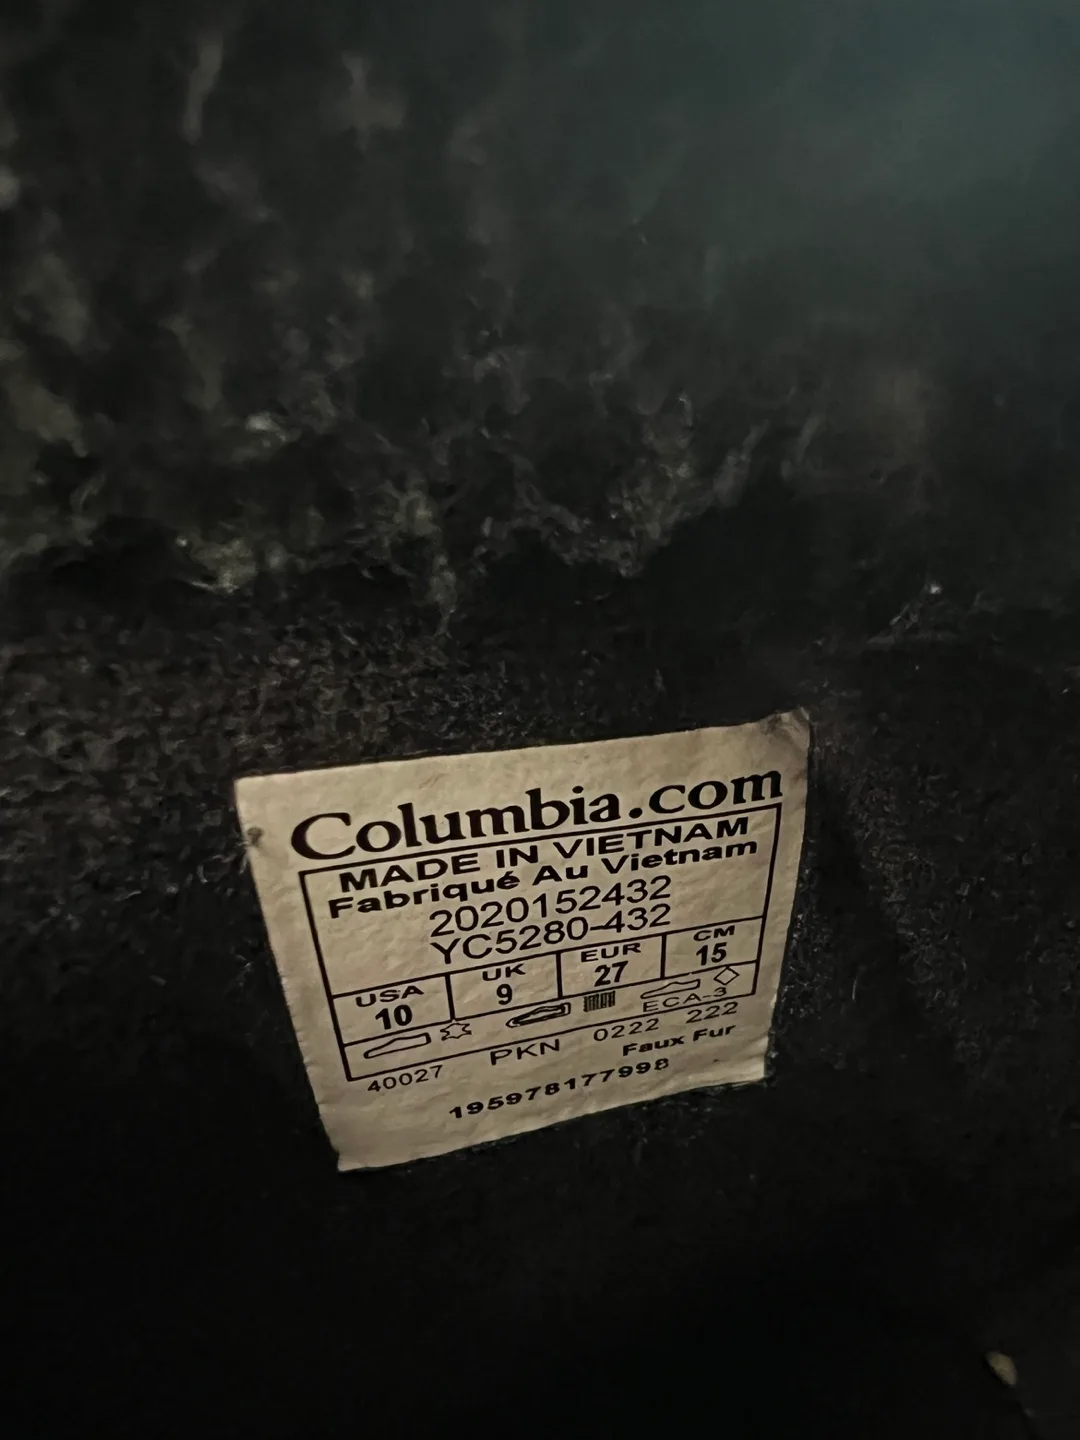 Columbia.com
MADE IN VIETNAM
Fabriqué Au Vietnam
2020152432
YC5280-432
USA UK EUR CM
10 9 27 15
ECA-3
40027 PKN 0222 222
Faux Fur
195978177998